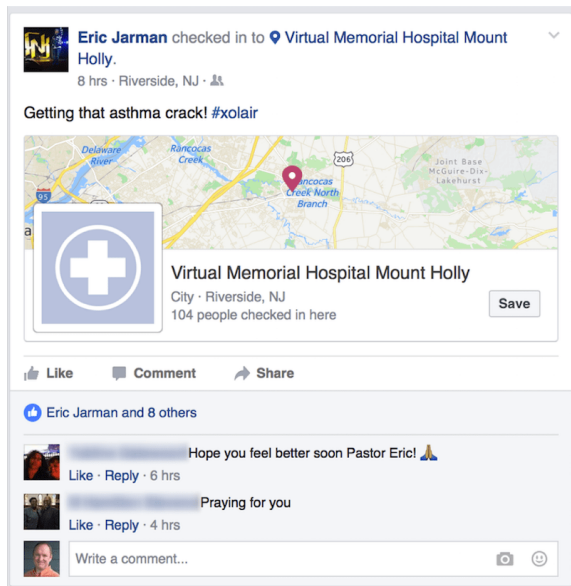 Eric Jarman checked in to Virtual Memorial Hospital Mount
Holly.
8 hrs · Riverside, NJ ·
Getting that asthma crack! #xolair
Delaware
River
Rancocas
Creek
206
Joint Base
McGuire-Dix-
Lakehurst
95
Rancocas
Creek North
Branch
Virtual Memorial Hospital Mount Holly
City · Riverside, NJ
104 people checked in here
Save
Like Comment Share
Eric Jarman and 8 others
Hope you feel better soon Pastor Eric! 🙏🏽
Like · Reply · 6 hrs
Praying for you
Like · Reply · 4 hrs
Write a comment...